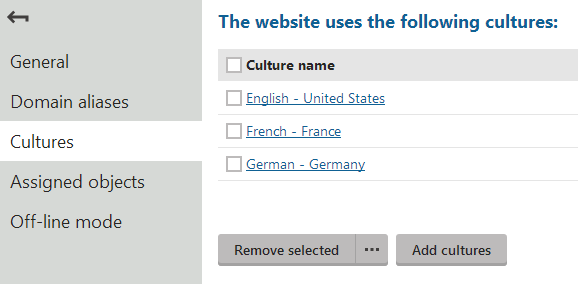 The website uses the following cultures:
General
Domain aliases
Cultures
Assigned objects
Off-line mode
Culture name
English - United States
French - France
German - Germany
Remove selected ... Add cultures